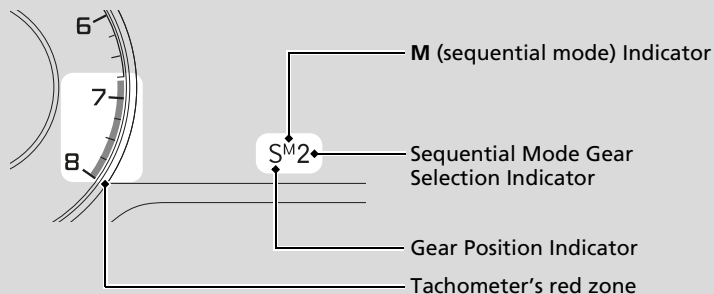 6
7
8
M (sequential mode) Indicator
SM2
Sequential Mode Gear
Selection Indicator
Gear Position Indicator
Tachometer's red zone